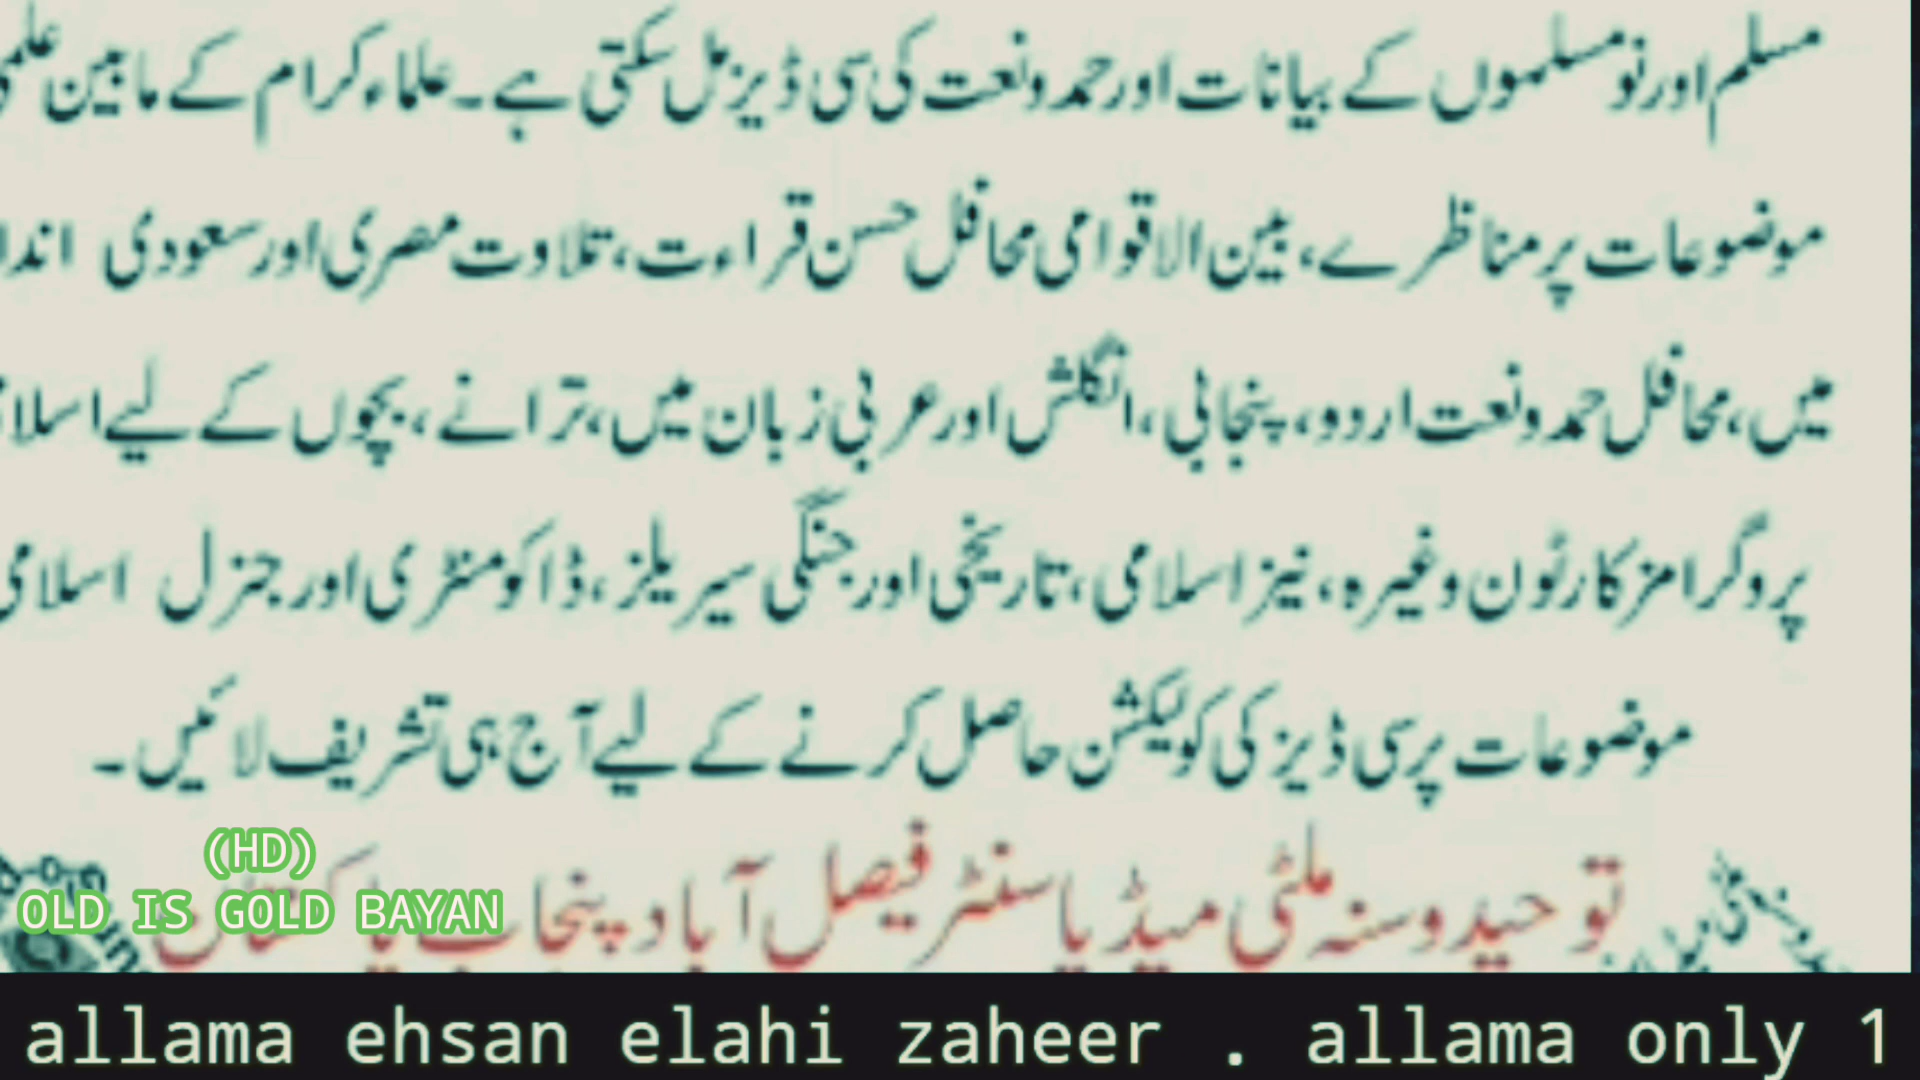 مسلم اور نو مسلموں کے بیانات اور حمد و نعت کی سی ڈیز مل سکتی ہے۔ علماء کرام کے مابین علمی
موضوعات پر مناظرے، بین الاقوامی محافل حسن قراءت، تلاوت مصری اور سعودی اندا
میں، محافل حمد و نعت اردو، پنجابی، انگلش اور عربی زبان میں، ترانے، بچوں کے لیے اسلا
پروگرامز کارٹون وغیرہ، نیز اسلامی، تاریخی اور جنگی سیریلز، ڈاکومنٹری اور جنرل اسلامی
موضوعات پر سی ڈیز کی کولیکشن حاصل کرنے کے لیے آج ہی تشریف لائیں۔
توحید و سنہ ملٹی میڈیا سنٹر فیصل آباد پنجاب پاکستان
(HD)
OLD IS GOLD BAYAN
allama ehsan elahi zaheer . allama only 1